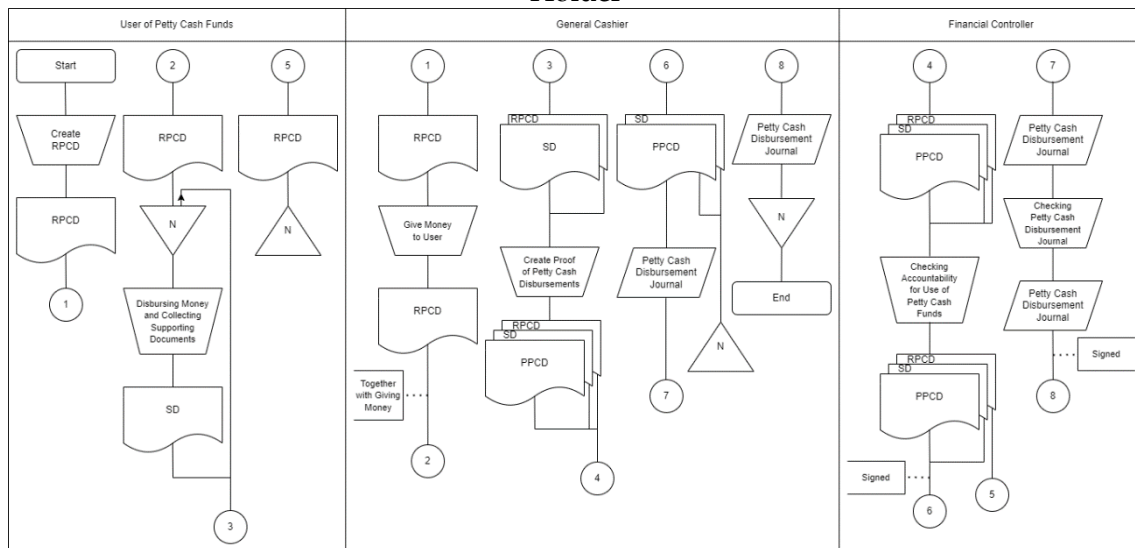 Holder
User of Petty Cash Funds
General Cashier
Financial Controller
Start
Create
RPCD
RPCD
1
2
RPCD
N
Disbursing Money
and Collecting
Supporting
Documents
SD
3
5
RPCD
N
1
RPCD
Give Money
to User
RPCD
Together
with Giving
Money
2
3
RPCD
SD
Create Proof
of Petty Cash
Disbursements
RPCD
SD
PPCD
4
6
SD
PPCD
Petty Cash
Disbursement
Journal
N
7
8
Petty Cash
Disbursement
Journal
N
End
4
RPCD
SD
PPCD
Checking
Accountability
for Use of
Petty Cash
Funds
RPCD
SD
PPCD
Signed
6
5
7
Petty Cash
Disbursement
Journal
Checking
Petty Cash
Disbursement
Journal
Petty Cash
Disbursement
Journal
Signed
8